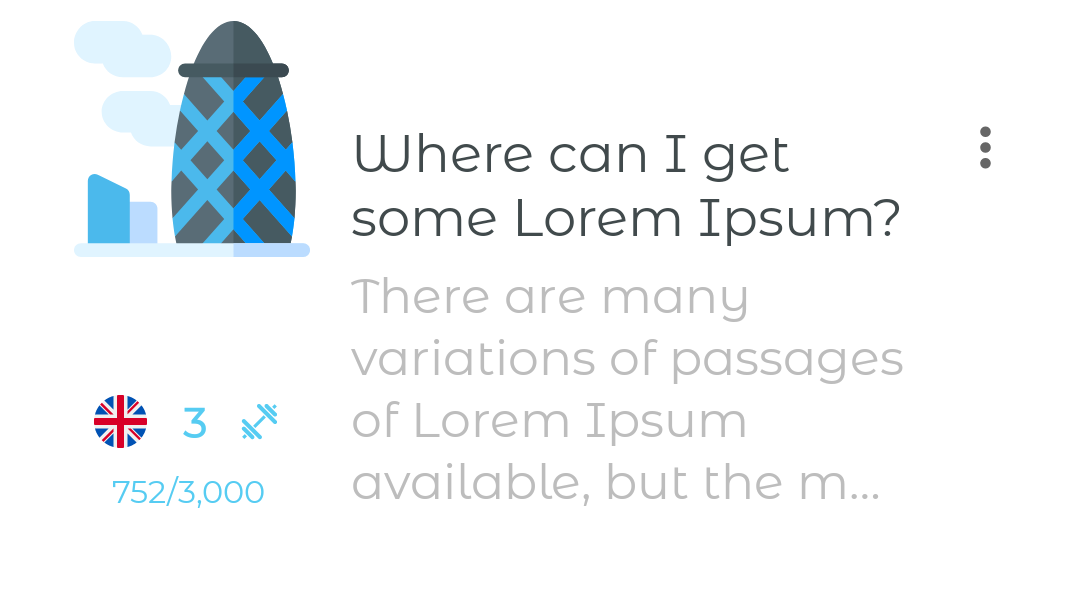 Where can I get
some Lorem Ipsum?
There are many
variations of passages
of Lorem Ipsum
available, but the m...
3
752/3,000